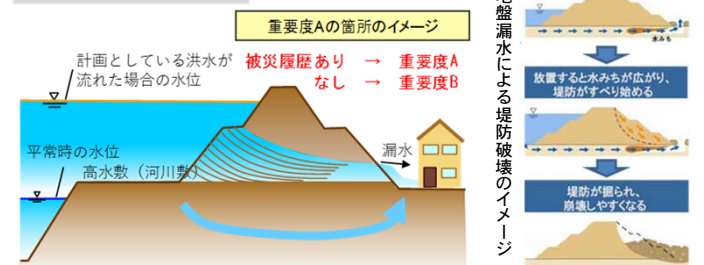 重要度Aの箇所のイメージ
計画としている洪水が
流れた場合の水位
被災履歴あり → 重要度A
なし → 重要度B
平常時の水位
高水敷（河川敷）
漏水
盤漏水による堤防破壊のイメージ
水みち
放置すると水みちが広がり、
堤防がすべり始める
堤防が掘られ、
崩壊しやすくなる